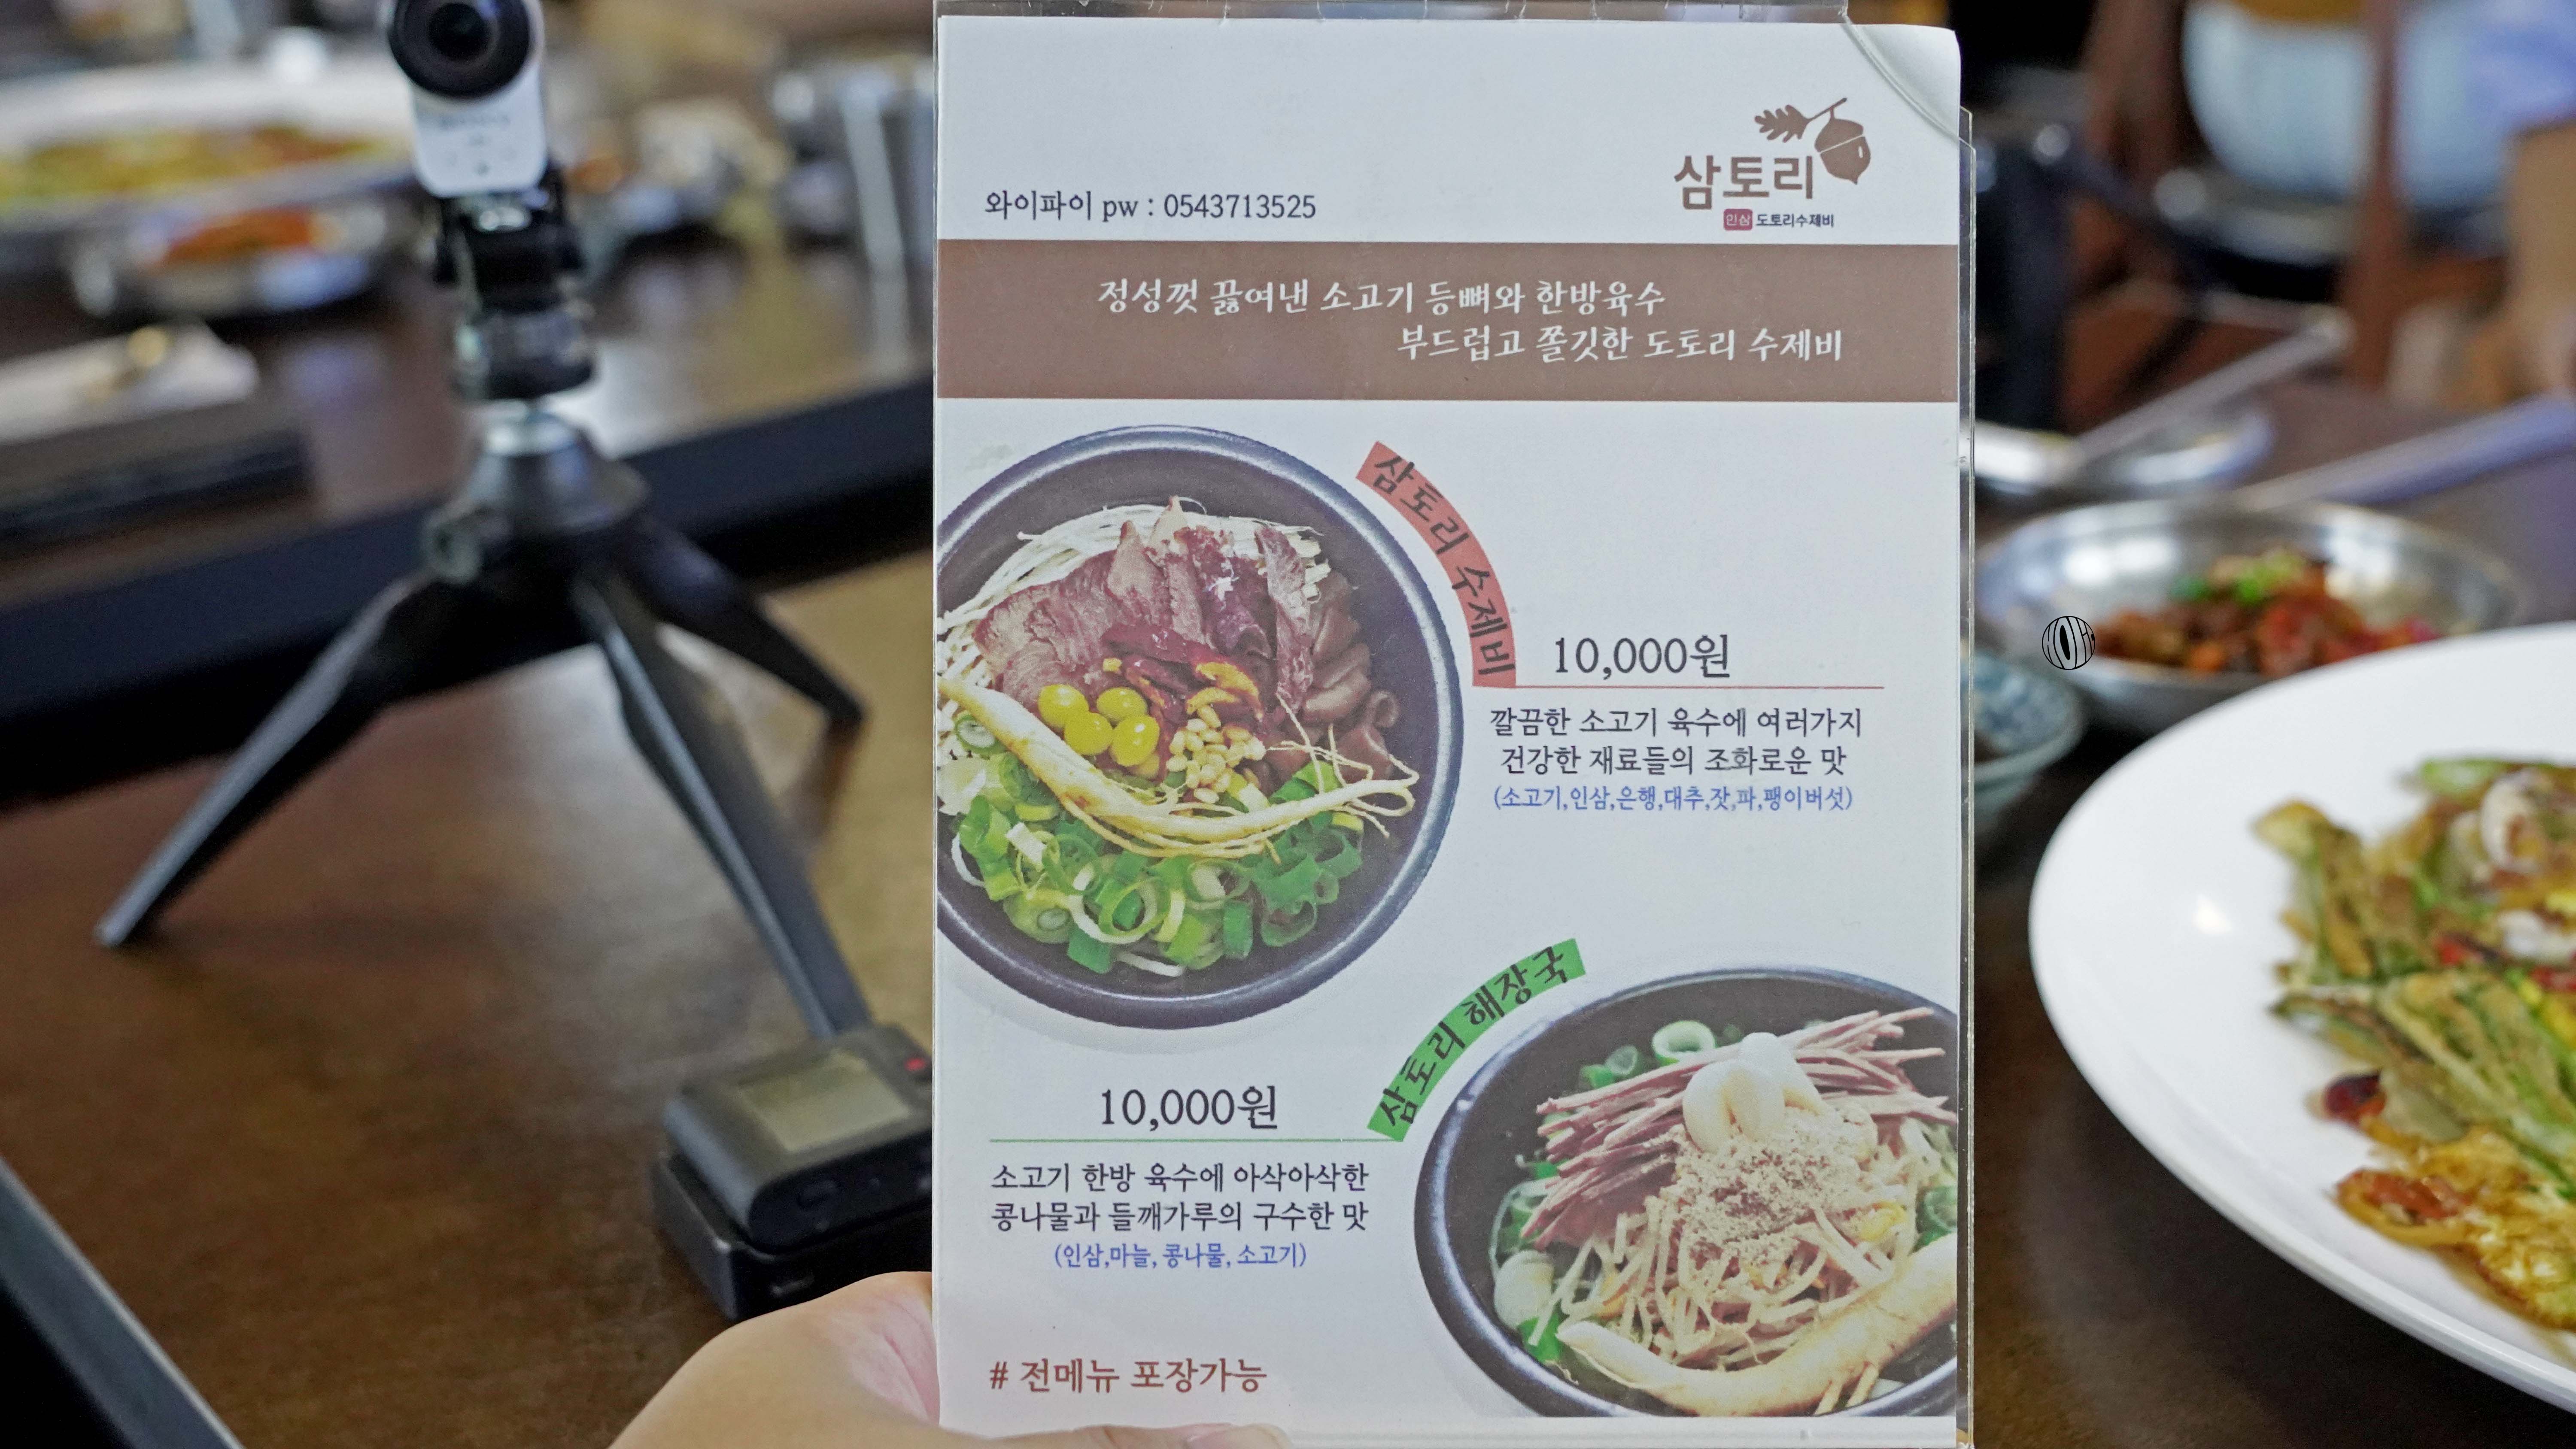 삼토리
인삼 도토리수제비
와이파이 pw : 0543713525
정성껏 끓여낸 소고기 등뼈와 한방육수
부드럽고 쫄깃한 도토리 수제비
삼토리 수제비
10,000원
깔끔한 소고기 육수에 여러가지
건강한 재료들의 조화로운 맛
(소고기,인삼,은행,대추,잣,파,팽이버섯)
삼토리 해장국
10,000원
소고기 한방 육수에 아삭아삭한
콩나물과 들깨가루의 구수한 맛
(인삼,마늘, 콩나물, 소고기)
# 전메뉴 포장가능